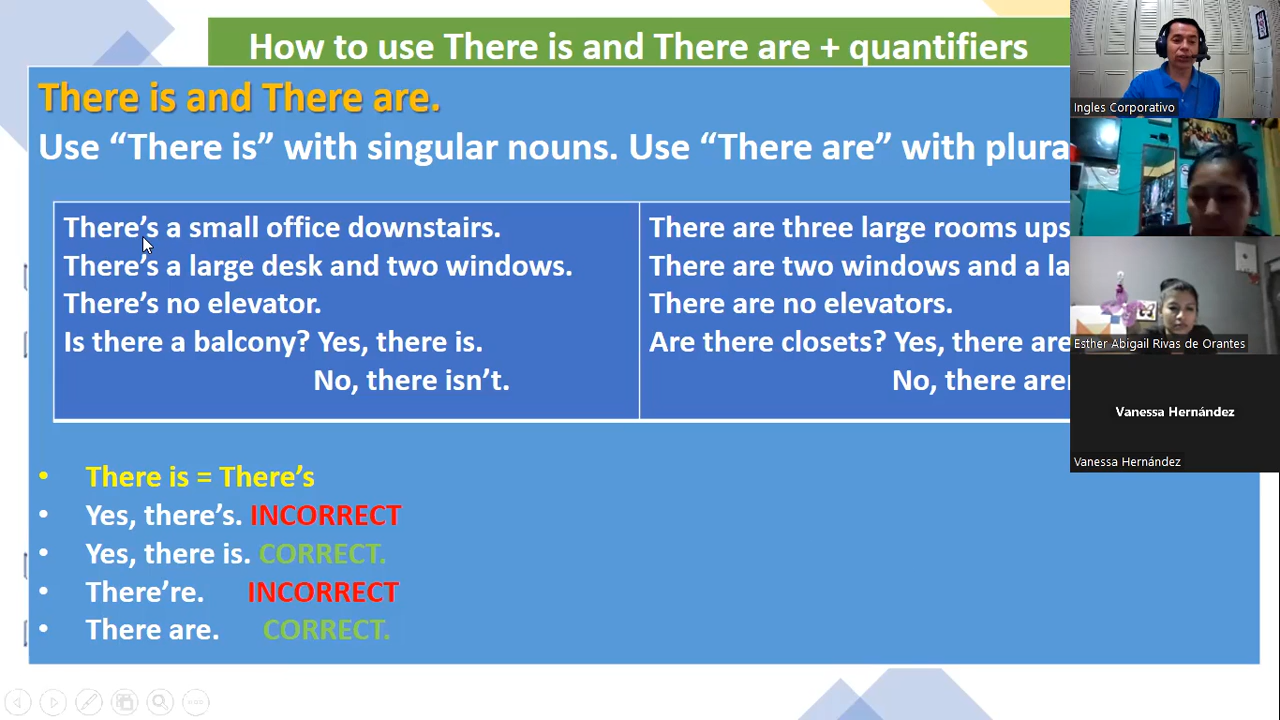 How to use There is and There are + quantifiers
There is and There are.
Use “There is” with singular nouns. Use “There are” with plura
There’s a small office downstairs.
There’s a large desk and two windows.
There’s no elevator.
Is there a balcony? Yes, there is.
No, there isn’t.
There are three large rooms ups
There are two windows and a la
There are no elevators.
Are there closets? Yes, there are
No, there aren
• There is = There’s
• Yes, there’s. INCORRECT
• Yes, there is. CORRECT.
• There’re. INCORRECT
• There are. CORRECT.
Ingles Corporativo
Esther Abigail Rivas de Orantes
Vanessa Hernández
Vanessa Hernández